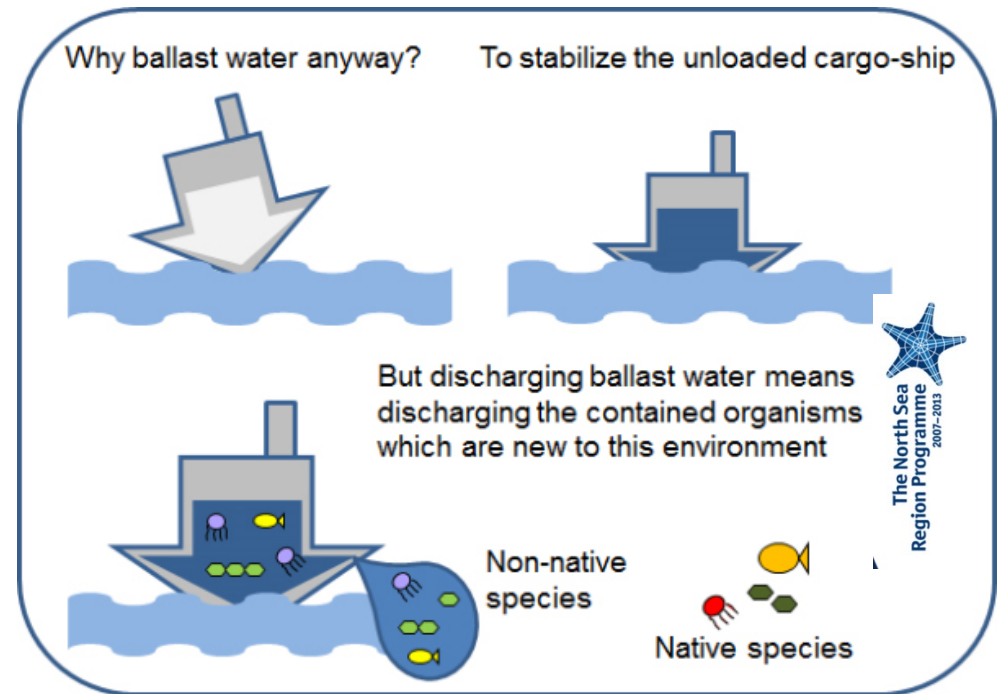 Why ballast water anyway?
To stabilize the unloaded cargo-ship
But discharging ballast water means
discharging the contained organisms
which are new to this environment
Non-native
species
Native species
The North Sea
Region Programme
2007–2013